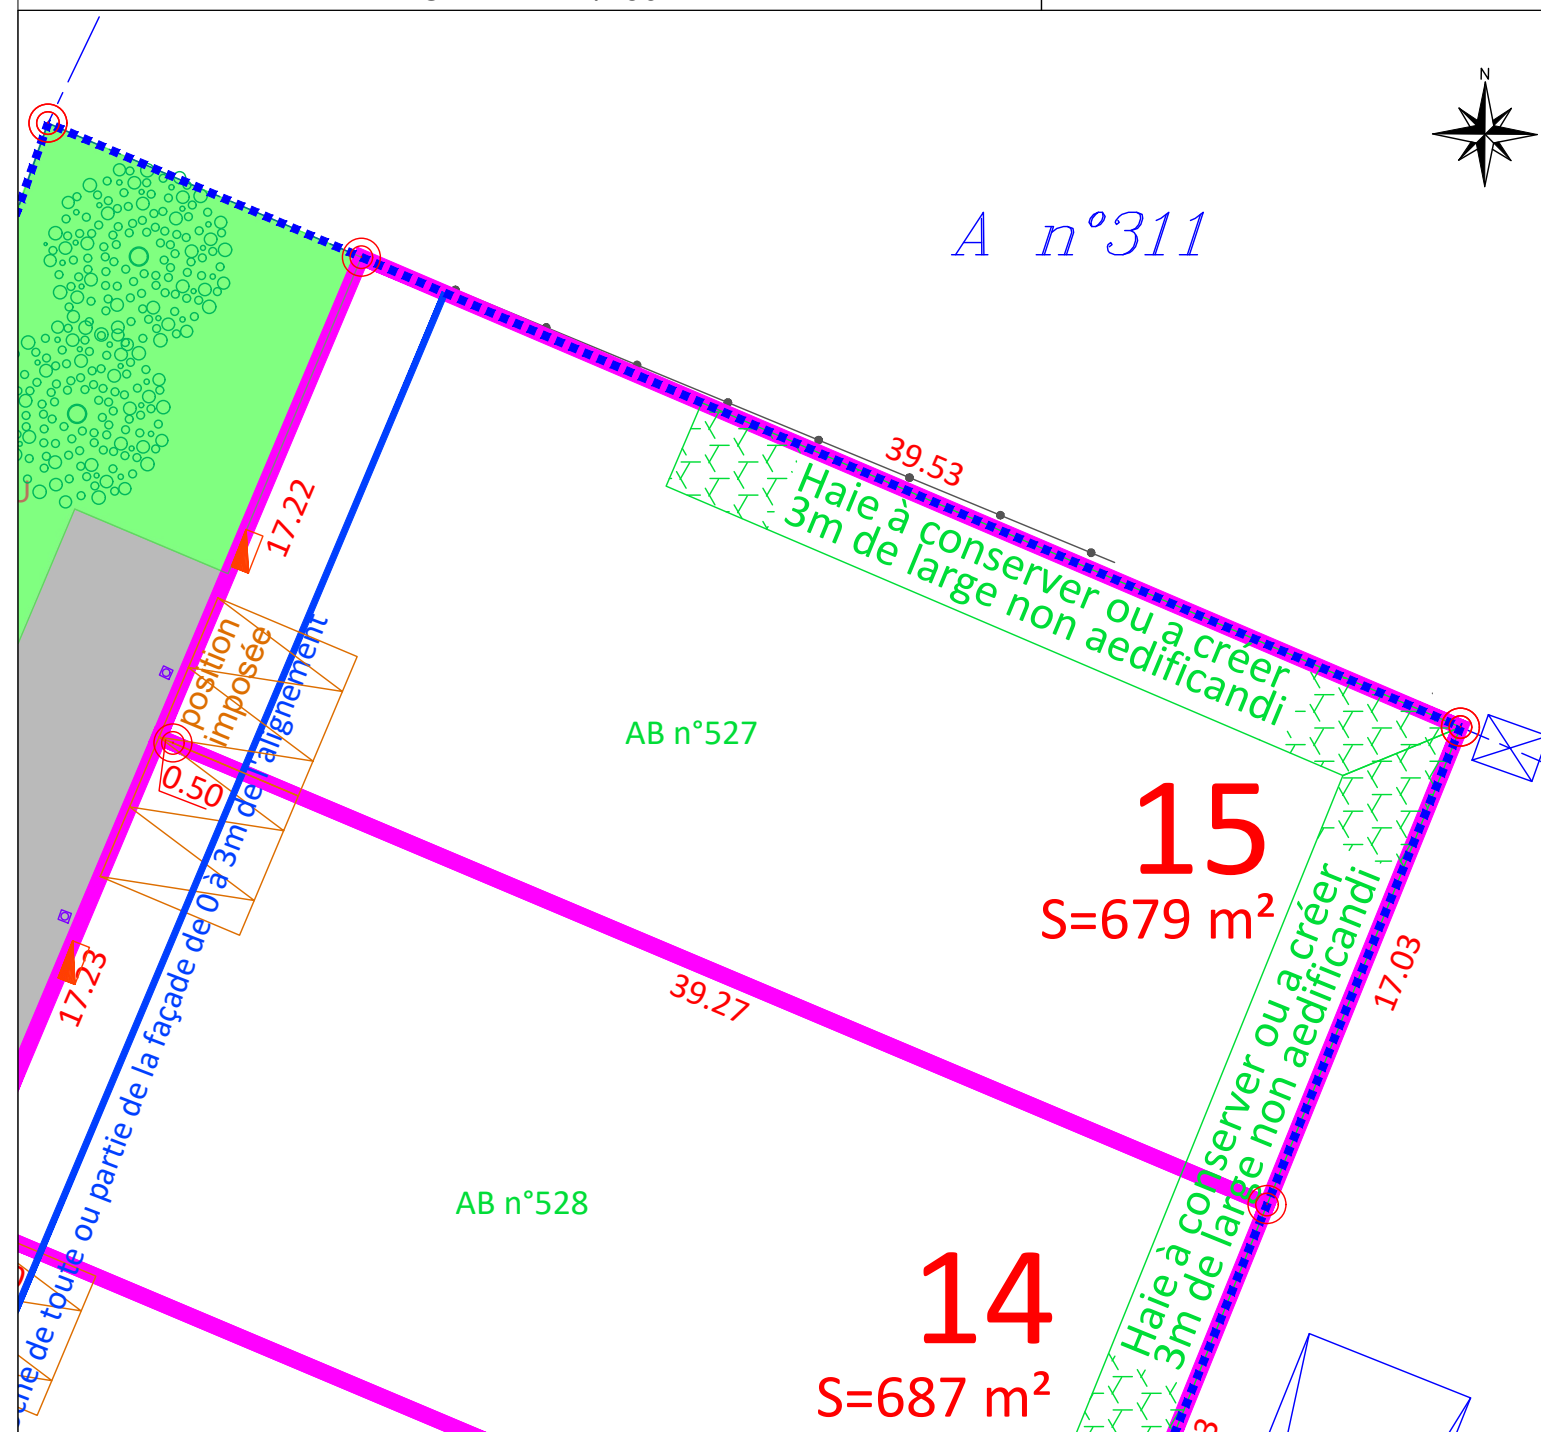 N
A n°311
39.53
Haie à conserver ou a créer
3m de large non aedificandi
17.22
position
imposée
AB n°527
0.50
15
S=679 m²
Haie à conserver ou a créer
3m de large non aedificandi
17.03
17.23
39.27
de toute ou partie de la façade de 0 à 3m de l'alignement
AB n°528
14
S=687 m²